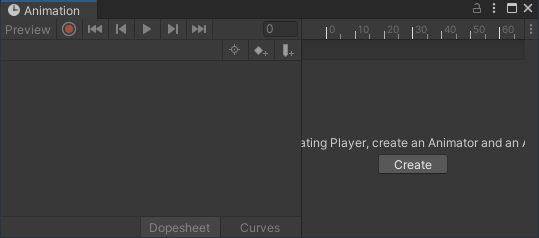 Animation
Preview
0
0 10 20 30 40 50 60
ating Player, create an Animator and an A
Create
Dopesheet Curves